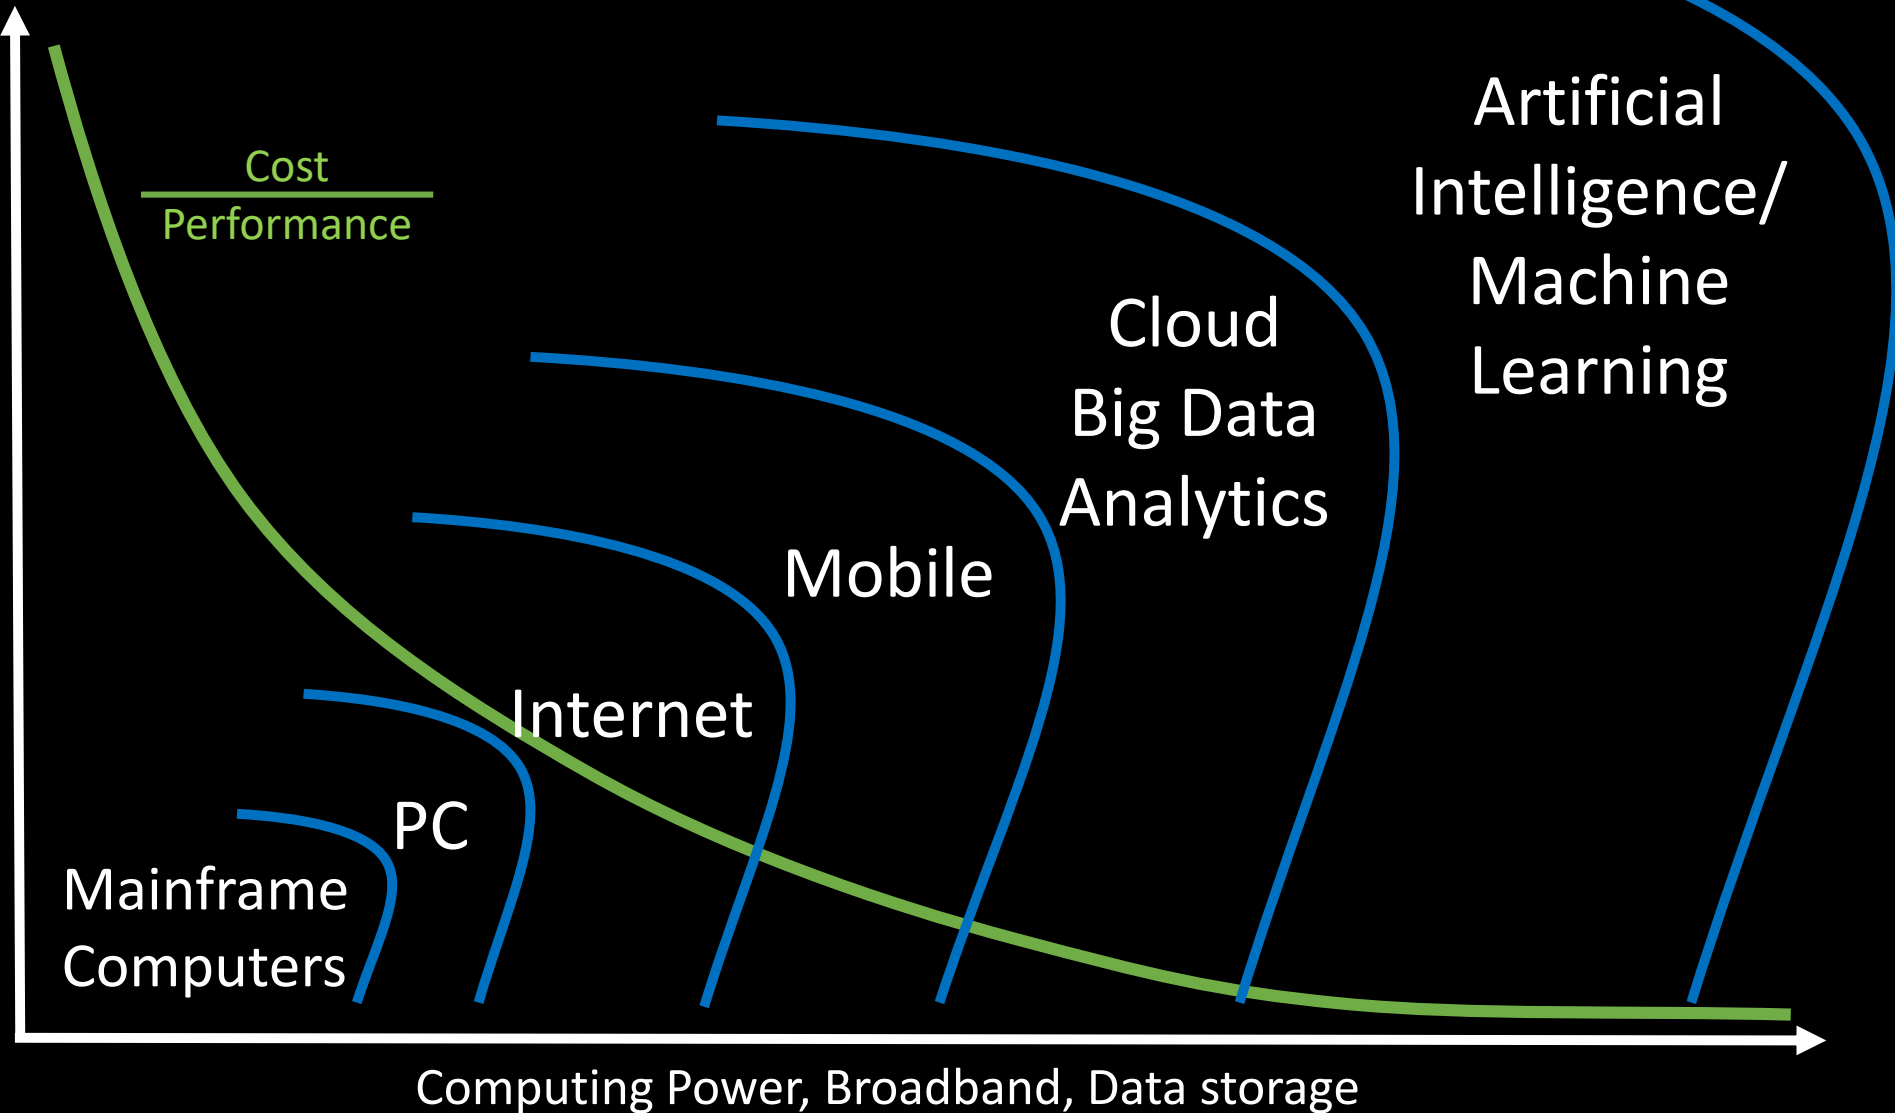 Cost
Performance
Artificial
Intelligence/
Machine
Learning
Cloud
Big Data
Analytics
Mobile
Internet
PC
Mainframe
Computers
Computing Power, Broadband, Data storage